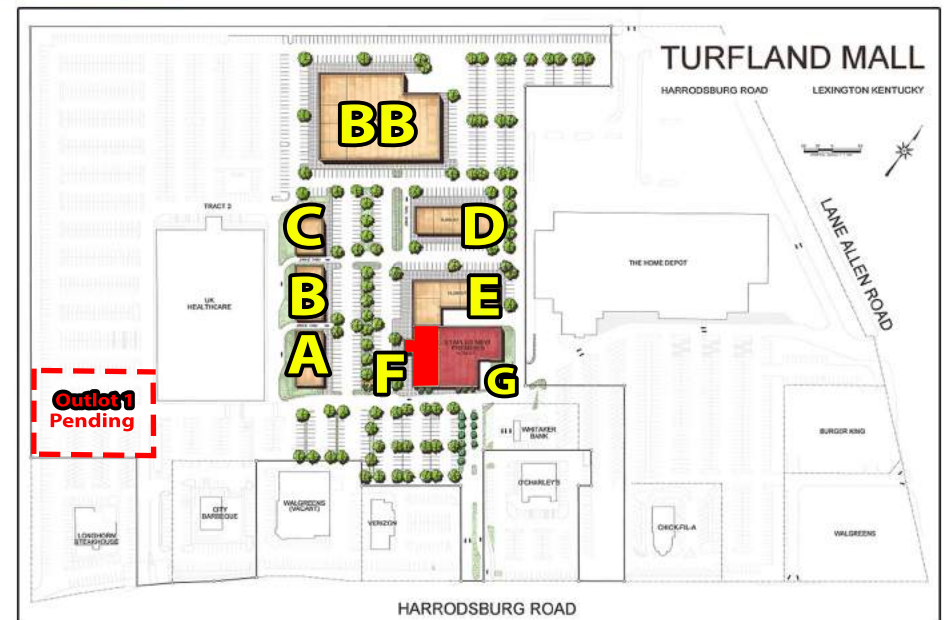 TURFLAND MALL
HARRODSBURG ROAD LEXINGTON KENTUCKY
BB
TRACT 2
C
D
LANE ALLEN ROAD
THE HOME DEPOT
UK
HEALTHCARE
B
E
A
F
G
Outlot 1
Pending
WHITAKER
BANK
BURGER KING
O'CHARLEY'S
WALGREENS
(VACANT)
CITY
BARBEQUE
VERIZON
LONGHORN
STEAKHOUSE
CHICK-FIL-A
WALGREENS
HARRODSBURG ROAD